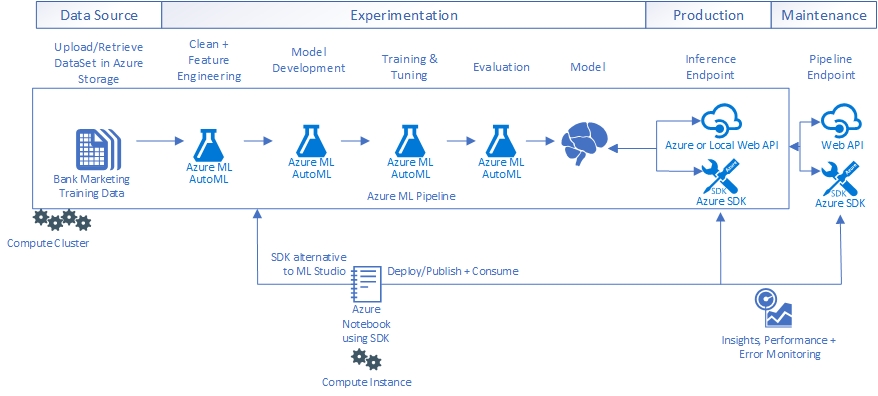 Data Source
Experimentation
Production
Maintenance
Upload/Retrieve
DataSet in Azure
Storage
Clean +
Feature
Engineering
Model
Development
Training &
Tuning
Evaluation
Model
Inference
Endpoint
Pipeline
Endpoint
Bank Marketing
Training Data
Azure ML
AutoML
Azure ML
AutoML
Azure ML
AutoML
Azure ML
AutoML
Azure or Local Web API
Azure
SDK
Azure SDK
Web API
Azure
SDK
Azure SDK
Azure ML Pipeline
Compute Cluster
SDK alternative
to ML Studio
Deploy/Publish + Consume
Azure
Notebook
using SDK
Compute Instance
Insights, Performance +
Error Monitoring